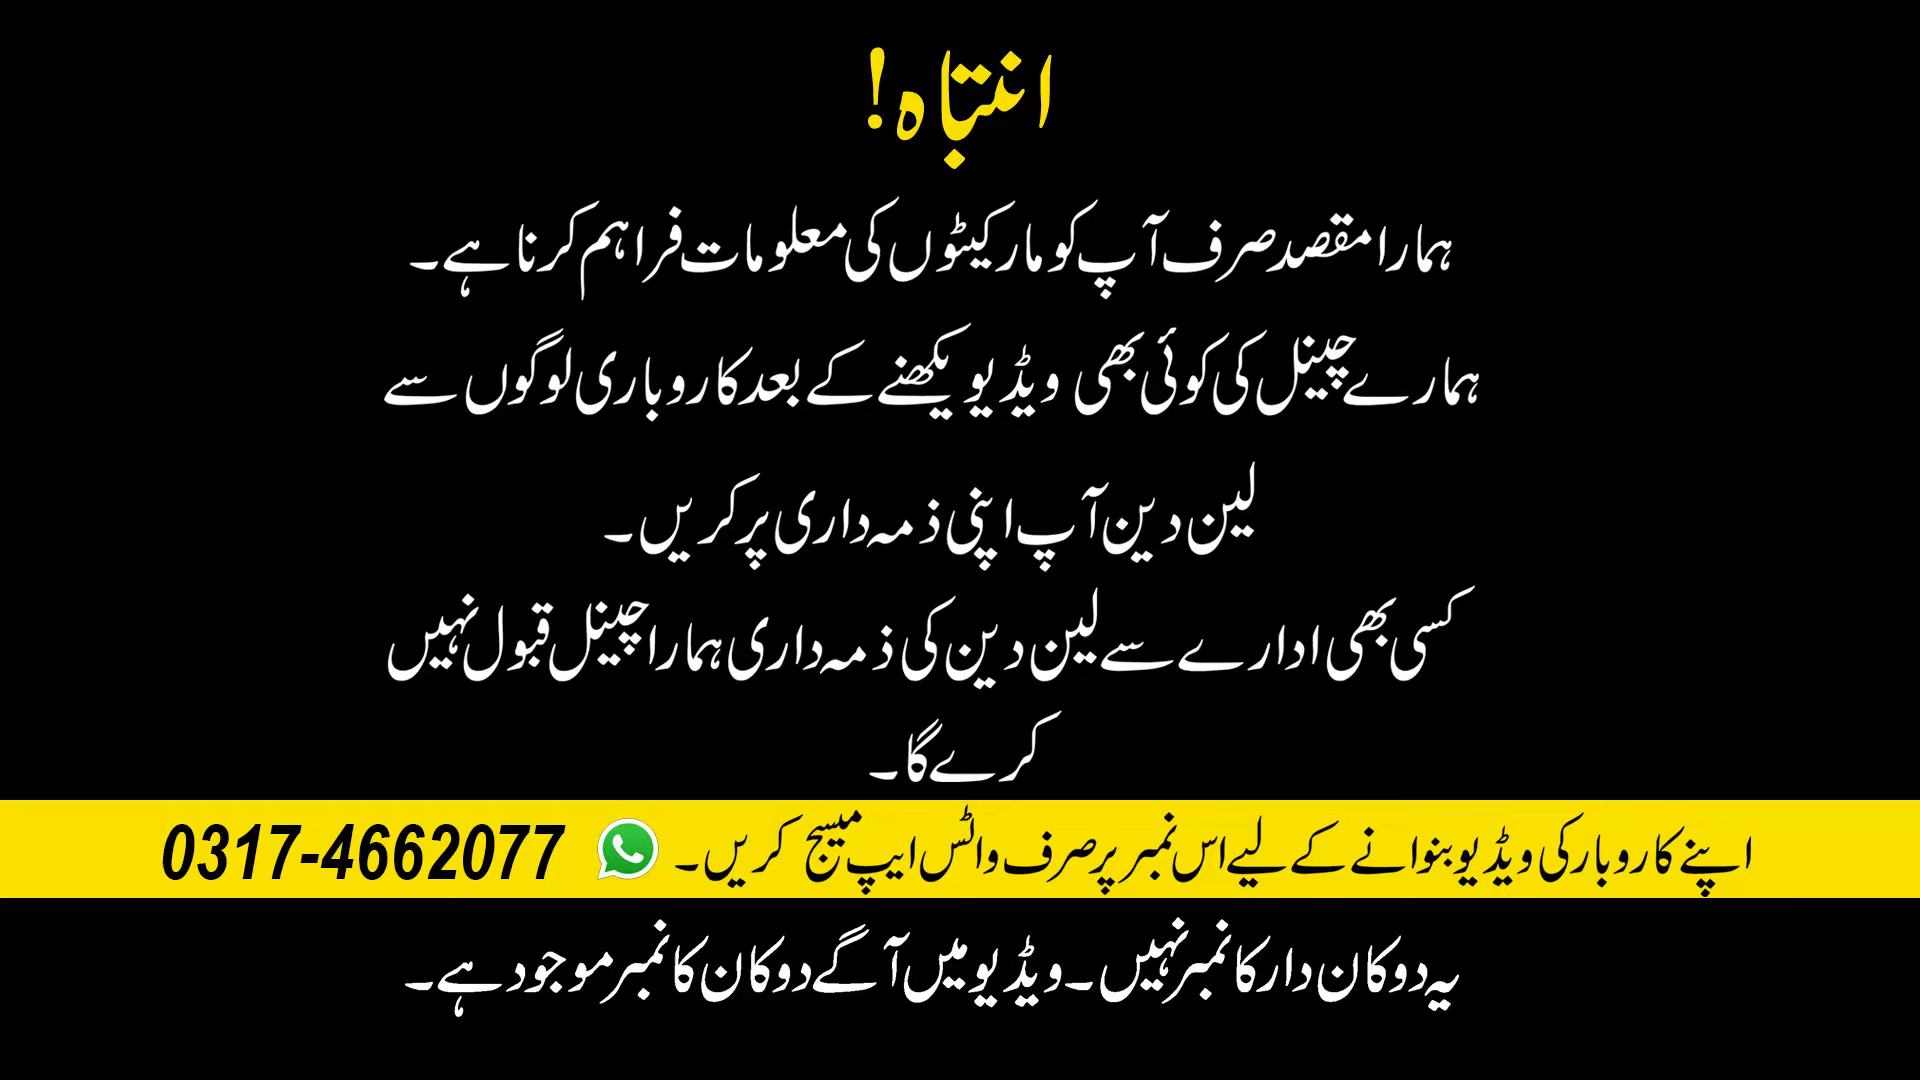 انتباہ!
ہمارا مقصد صرف آپ کو مارکیٹوں کی معلومات فراہم کرنا ہے۔
ہمارے چینل کی کوئی بھی ویڈیو یکھنے کے بعد کاروباری لوگوں سے
لین دین آپ اپنی ذمہ داری پر کریں۔
کسی بھی ادارے سے لین دین کی ذمہ داری ہمارا چینل قبول نہیں
کرے گا۔
اپنے کاروبار کی ویڈیو بنوانے کے لیے اس نمبر پر صرف واٹس ایپ میسج کریں۔ 0317-4662077
یہ دوکان دار کا نمبر نہیں۔ ویڈیو میں آگے دوکان کا نمبر موجود ہے۔